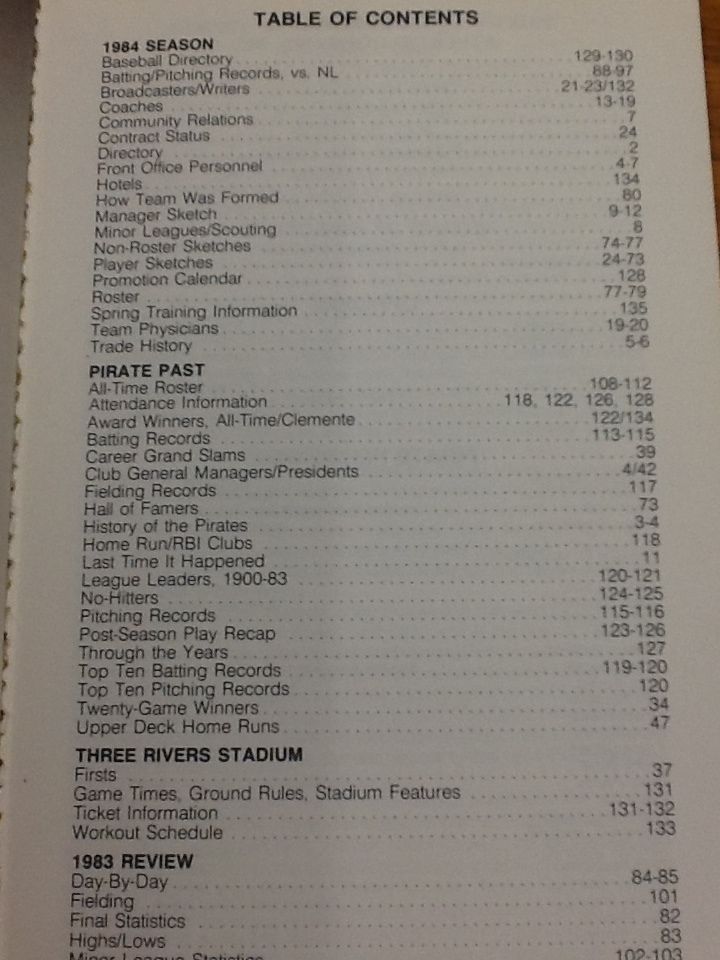 TABLE OF CONTENTS
1984 SEASON
Baseball Directory 129-130
Batting/Pitching Records, vs. NL 88-97
Broadcasters/Writers 21-23/132
Coaches 13-19
Community Relations 7
Contract Status 24
Directory 2
Front Office Personnel 4-7
Hotels 134
How Team Was Formed 80
Manager Sketch 9-12
Minor Leagues/Scouting 8
Non-Roster Sketches 74-77
Player Sketches 24-73
Promotion Calendar 128
Roster 77-79
Spring Training Information 135
Team Physicians 19-20
Trade History 5-6
PIRATE PAST
All-Time Roster 108-112
Attendance Information 118, 122, 126, 128
Award Winners, All-Time/Clemente 122/134
Batting Records 113-115
Career Grand Slams 39
Club General Managers/Presidents 4/42
Fielding Records 117
Hall of Famers 73
History of the Pirates 3-4
Home Run/RBI Clubs 118
Last Time It Happened 11
League Leaders, 1900-83 120-121
No-Hitters 124-125
Pitching Records 115-116
Post-Season Play Recap 123-126
Through the Years 127
Top Ten Batting Records 119-120
Top Ten Pitching Records 120
Twenty-Game Winners 34
Upper Deck Home Runs 47
THREE RIVERS STADIUM
Firsts 37
Game Times, Ground Rules, Stadium Features 131
Ticket Information 131-132
Workout Schedule 133
1983 REVIEW
Day-By-Day 84-85
Fielding 101
Final Statistics 82
Highs/Lows 83
Minor League Statistics 102-103